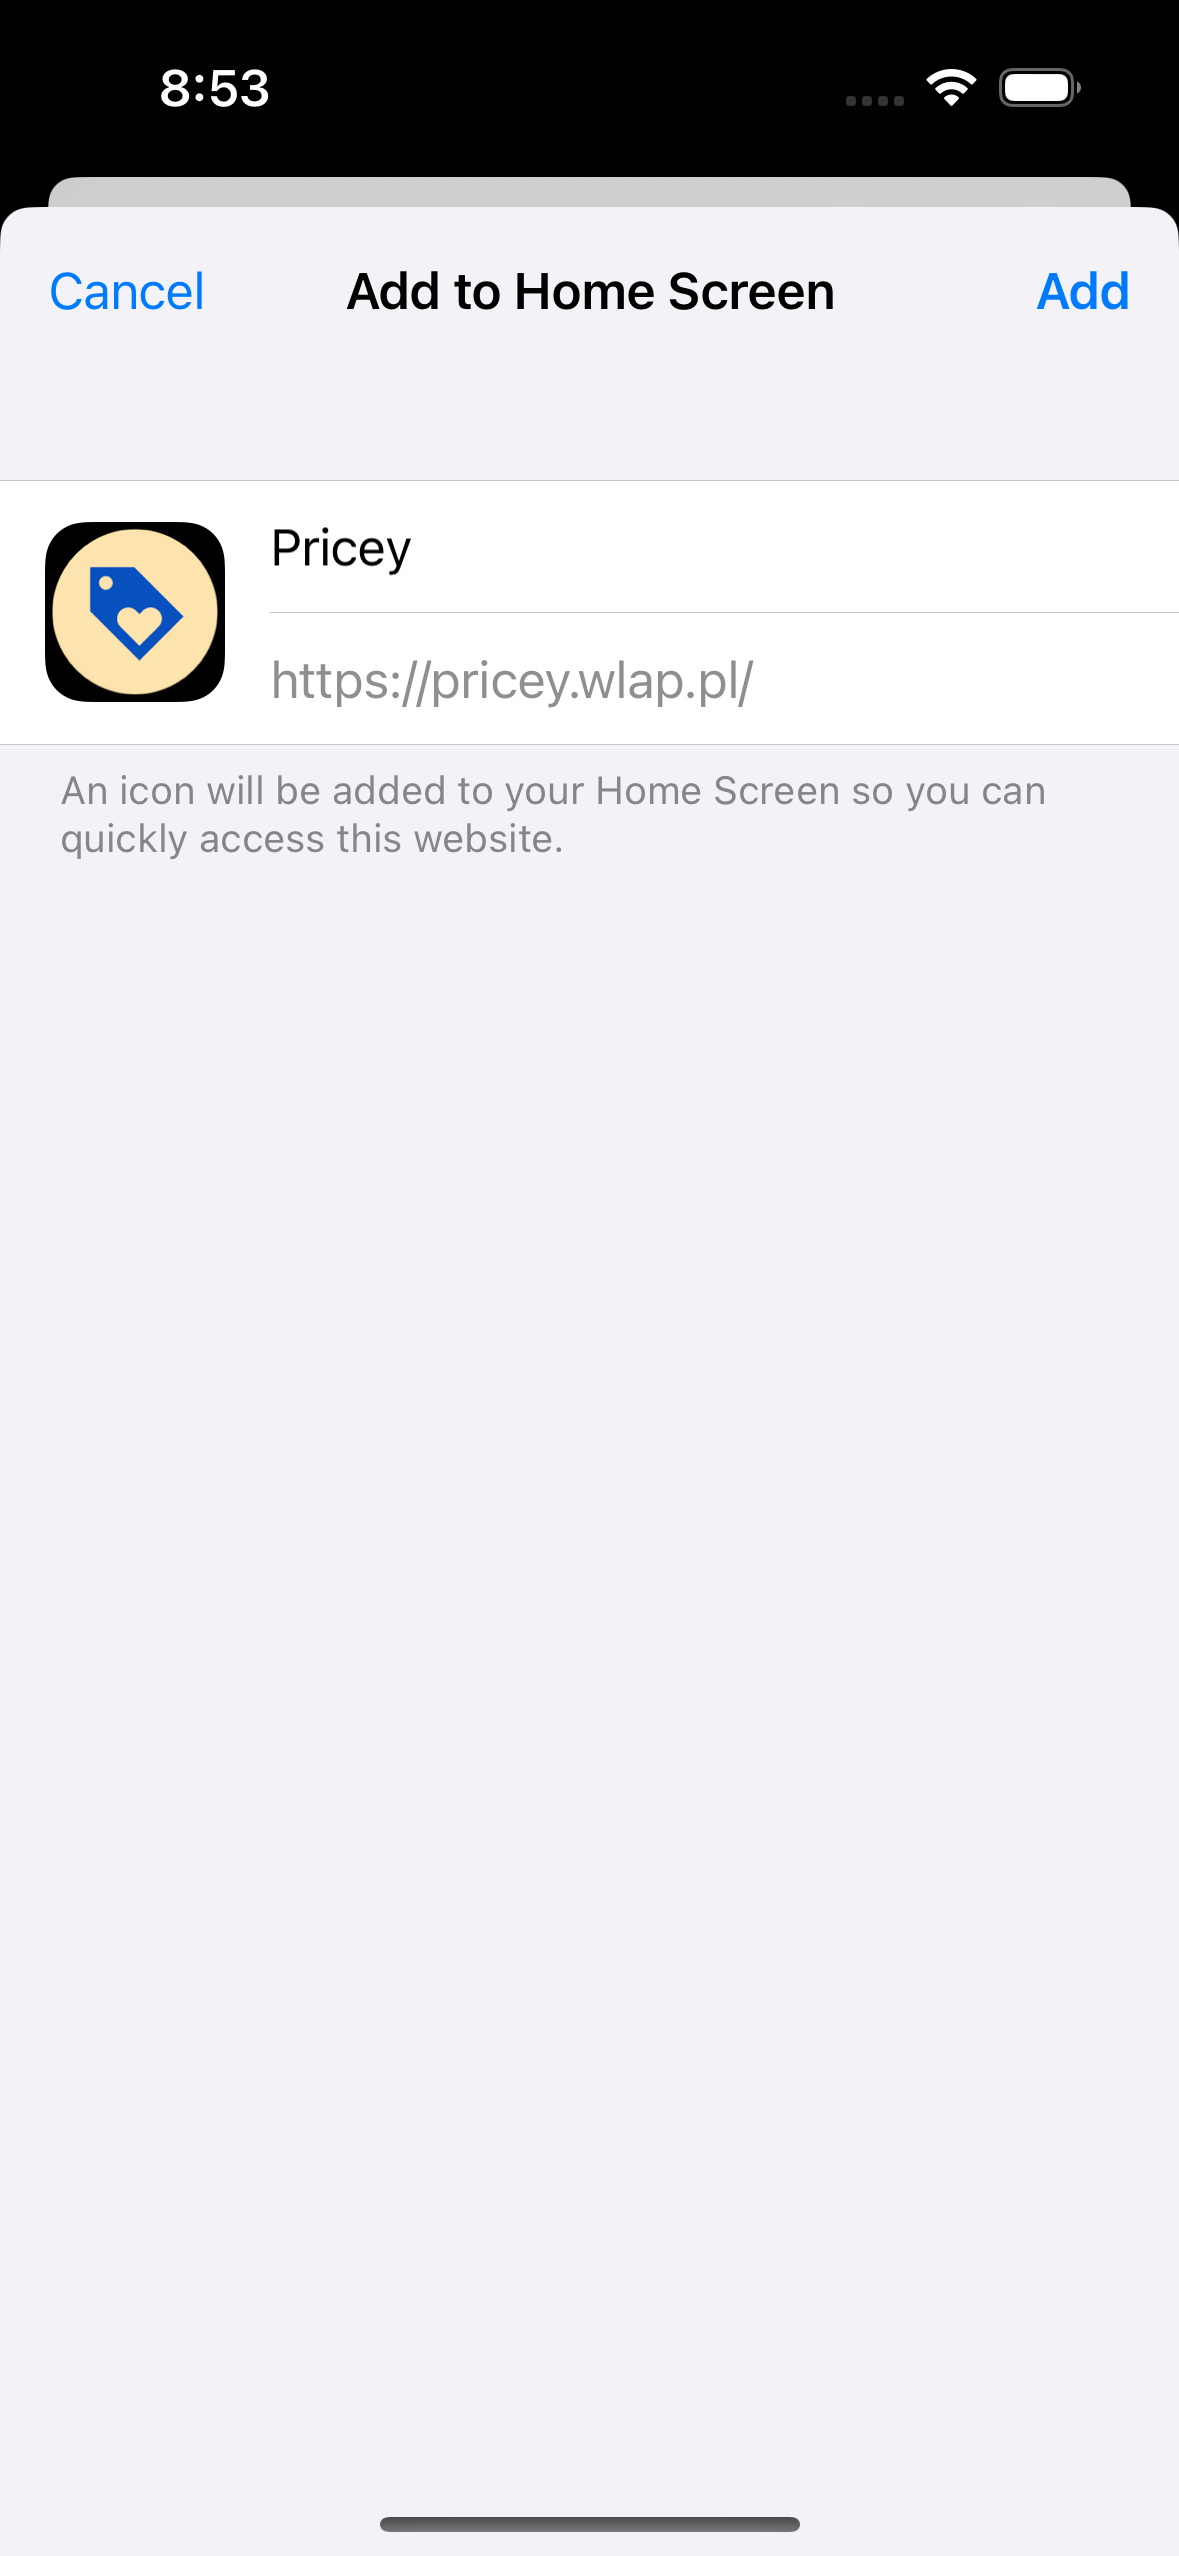 8:53
Cancel
Add to Home Screen
Add
Pricey
https://pricey.wlap.pl/
An icon will be added to your Home Screen so you can
quickly access this website.